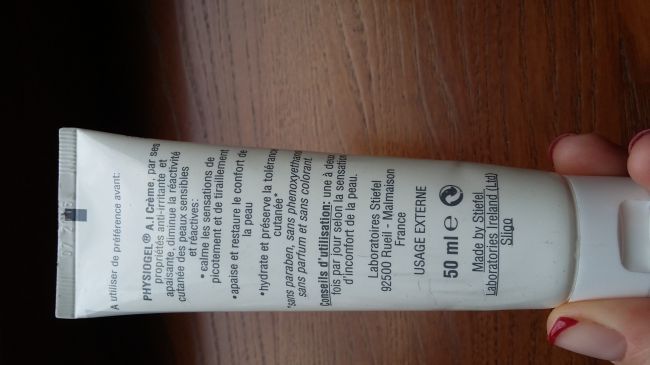 A utiliser de préférence avant:
PHYSIOGEL® A.I Crème, par ses
propriétés anti-irritante et
apaisante, diminue la réactivité
cutanée des peaux sensibles
et réactives:
• calme les sensations de
picotement et de tiraillement
•apaise et restaure le confort de
la peau
•hydrate et préserve la tolérance
cutanée*
*sans paraben, sans phenoxyethanol,
sans parfum et sans colorant.
Conseils d'utilisation: une à deux
fois par jour selon la sensation
d'inconfort de la peau.
Laboratoires Stiefel
92500 Rueil - Malmaison
France
USAGE EXTERNE
50 ml e
Made by Stiefel
Laboratories Ireland (Ltd)
Sligo